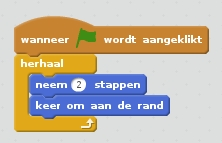 wanneer wordt aangeklikt
herhaal
neem 2 stappen
keer om aan de rand